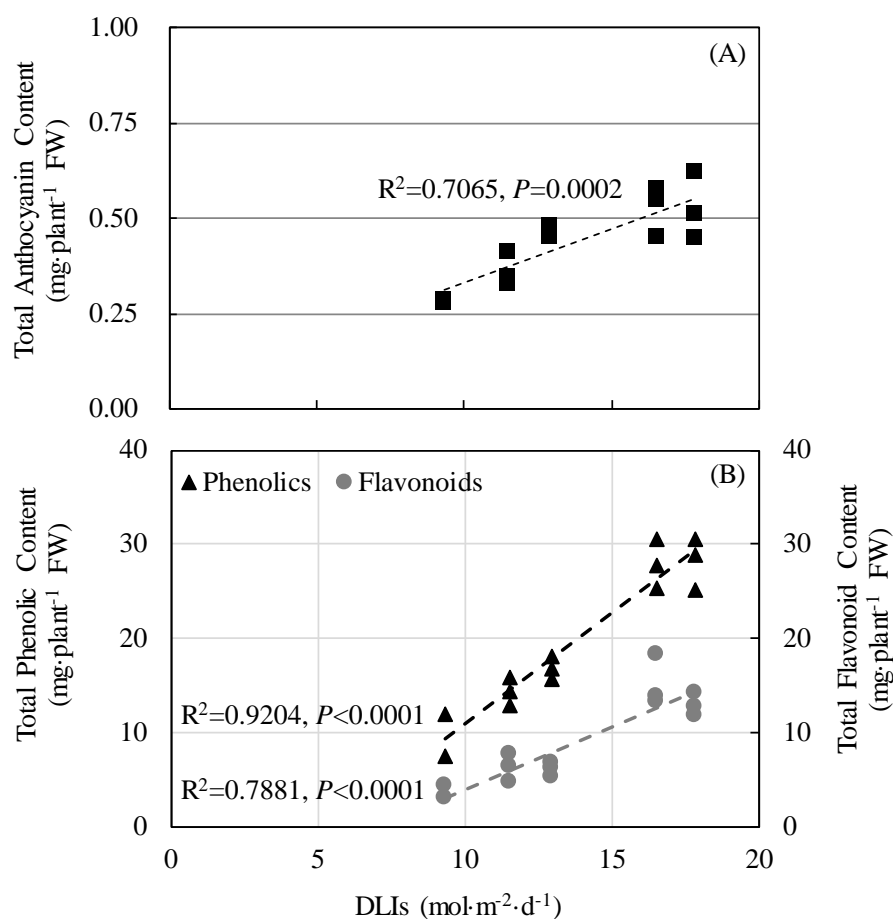 1.00
(A)
0.75
R²=0.7065, P=0.0002
0.50
0.25
0.00
Total Anthocyanin Content
(mg·plant⁻¹ FW)
40
40
Phenolics
Flavonoids
(B)
30
30
20
20
R²=0.9204, P<0.0001
10
10
R²=0.7881, P<0.0001
0
0
Total Phenolic Content
(mg·plant⁻¹ FW)
Total Flavonoid Content
(mg·plant⁻¹ FW)
0 5 10 15 20
DLIs (mol·m⁻²·d⁻¹)